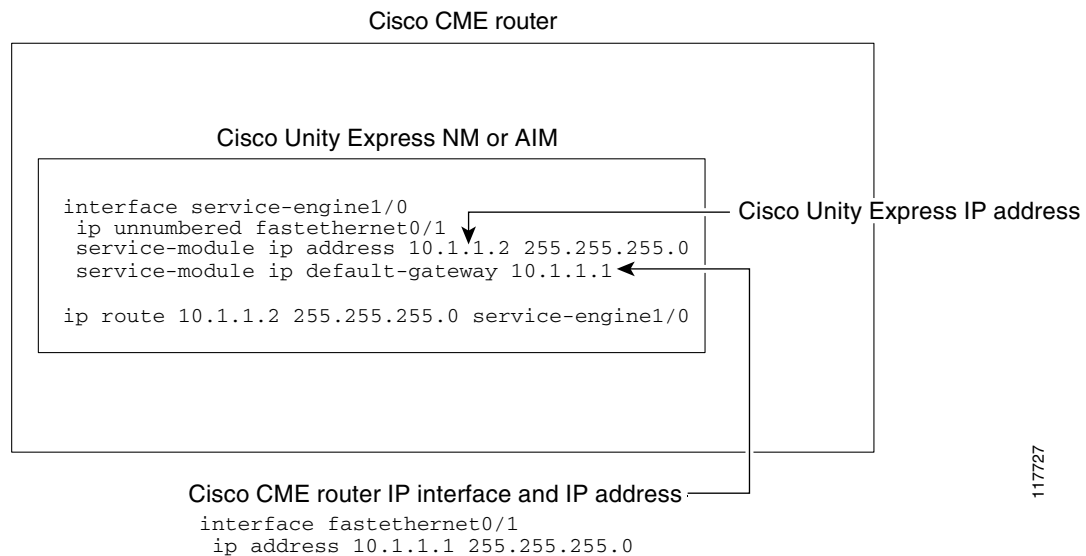 Cisco CME router
Cisco Unity Express NM or AIM
interface service-engine1/0
ip unnumbered fastethernet0/1
service-module ip address 10.1.1.2 255.255.255.0
service-module ip default-gateway 10.1.1.1
ip route 10.1.1.2 255.255.255.0 service-engine1/0
Cisco Unity Express IP address
Cisco CME router IP interface and IP address
interface fastethernet0/1
ip address 10.1.1.1 255.255.255.0
117727